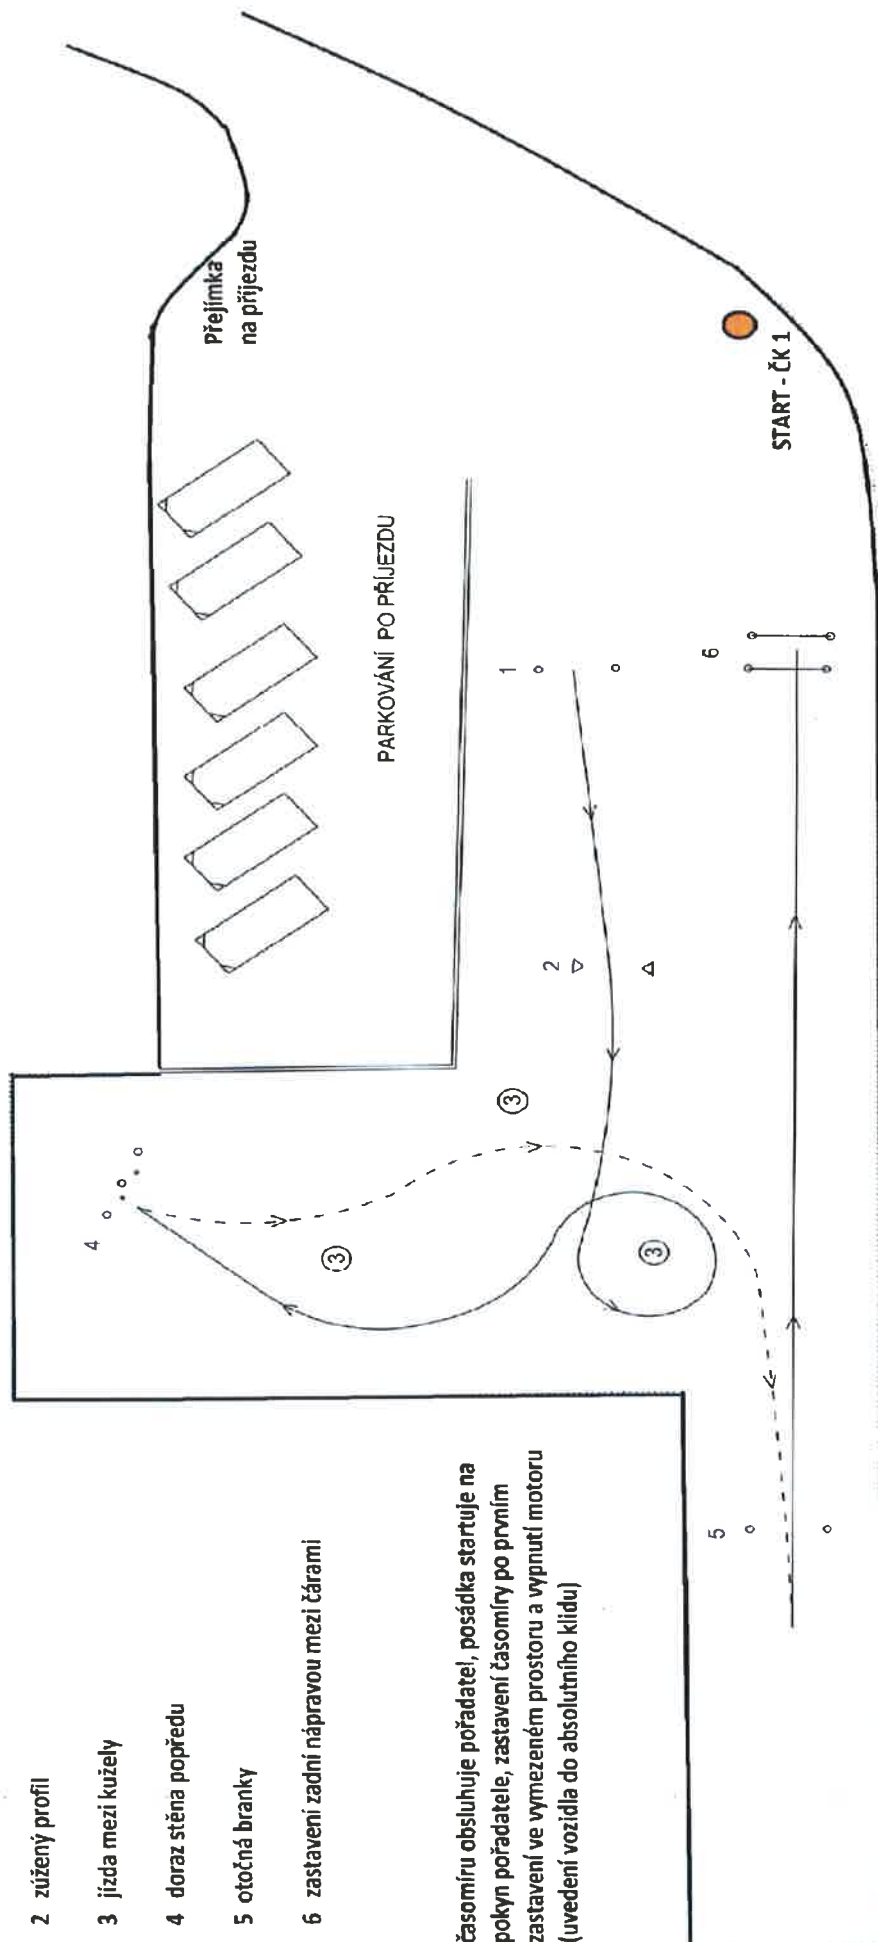 2 zúžený profil
3 jízda mezi kužely
4 doraz stěna popředu
5 otočná branky
6 zastavení zadní nápravou mezi čárami
časomíru obsluhuje pořadatel, posádka startuje na
pokyn pořadatele, zastavení časomíry po prvním
zastavení ve vymezeném prostoru a vypnutí motoru
(uvedení vozidla do absolutního klidu)
4
3
3
3
5
2
1
6
PARKOVÁNÍ PO PŘÍJEZDU
Přejímka
na příjezdu
START - ČK 1